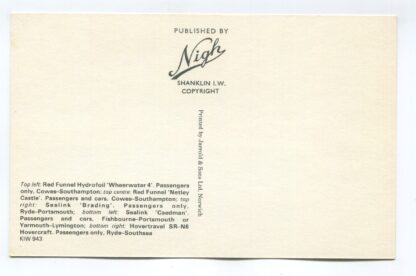 PUBLISHED BY
Nigh
SHANKLIN I.W.
COPYRIGHT
Printed by Jarrold & Sons Ltd, Norwich
Top left: Red Funnel Hydrofoil 'Wheerwater 4'. Passengers
only, Cowes-Southampton; top centre: Red Funnel 'Netley
Castle'. Passengers and cars, Cowes-Southampton; top
right: Sealink 'Brading'. Passengers only,
Ryde-Portsmouth; bottom left: Sealink 'Caedman'.
Passengers and cars, Fishbourne-Portsmouth or
Yarmouth-Lymington; bottom right: Hovertravel SR-N6
Hovercraft. Passengers only, Ryde-Southsea
KIW 943